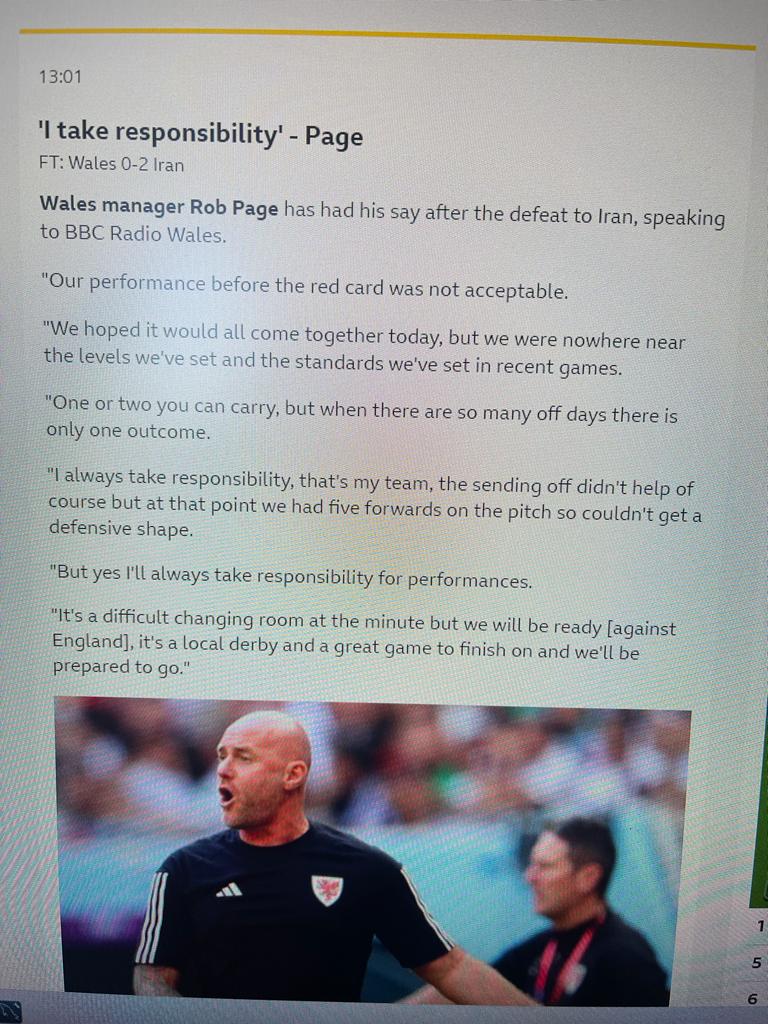 13:01
'I take responsibility' - Page
FT: Wales 0-2 Iran
Wales manager Rob Page has had his say after the defeat to Iran, speaking
to BBC Radio Wales.
"Our performance before the red card was not acceptable.
"We hoped it would all come together today, but we were nowhere near
the levels we've set and the standards we've set in recent games.
"One or two you can carry, but when there are so many off days there is
only one outcome.
"I always take responsibility, that's my team, the sending off didn't help of
course but at that point we had five forwards on the pitch so couldn't get a
defensive shape.
"But yes I'll always take responsibility for performances.
"It's a difficult changing room at the minute but we will be ready [against
England], it's a local derby and a great game to finish on and we'll be
prepared to go."
1
5
6